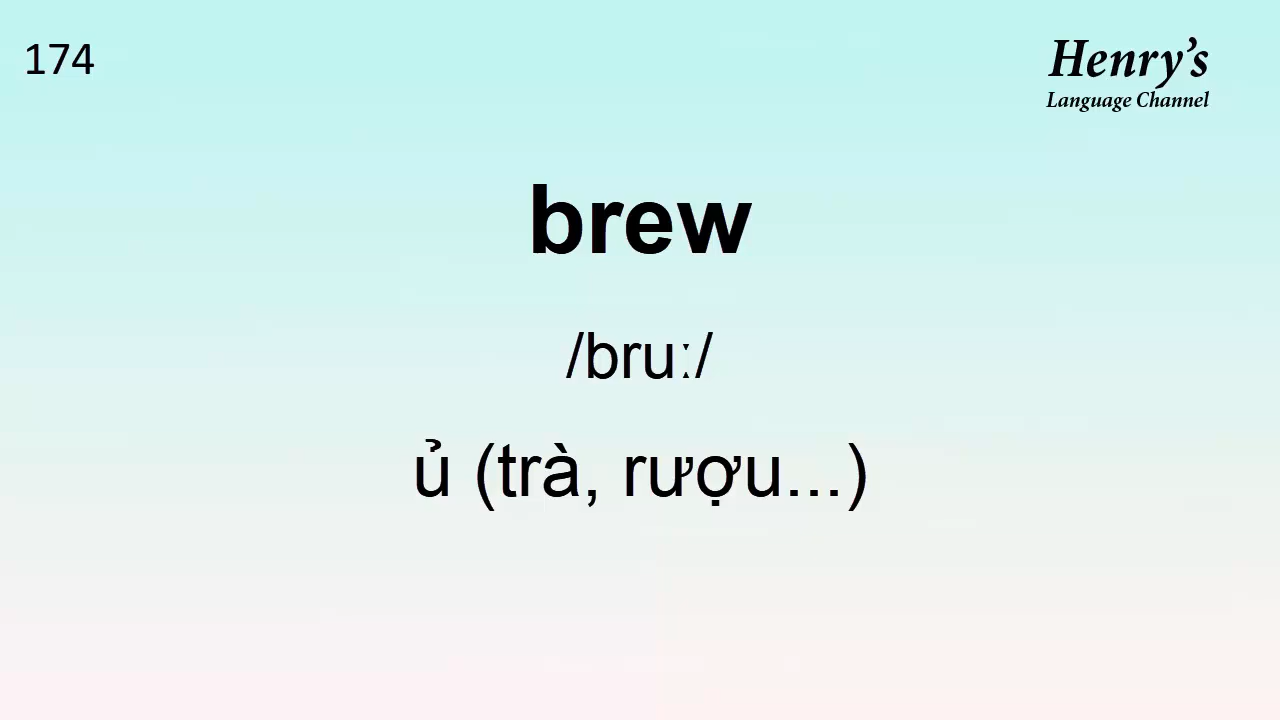 174
Henry's
Language Channel
brew
/bruː/
ủ (trà, rượu...)